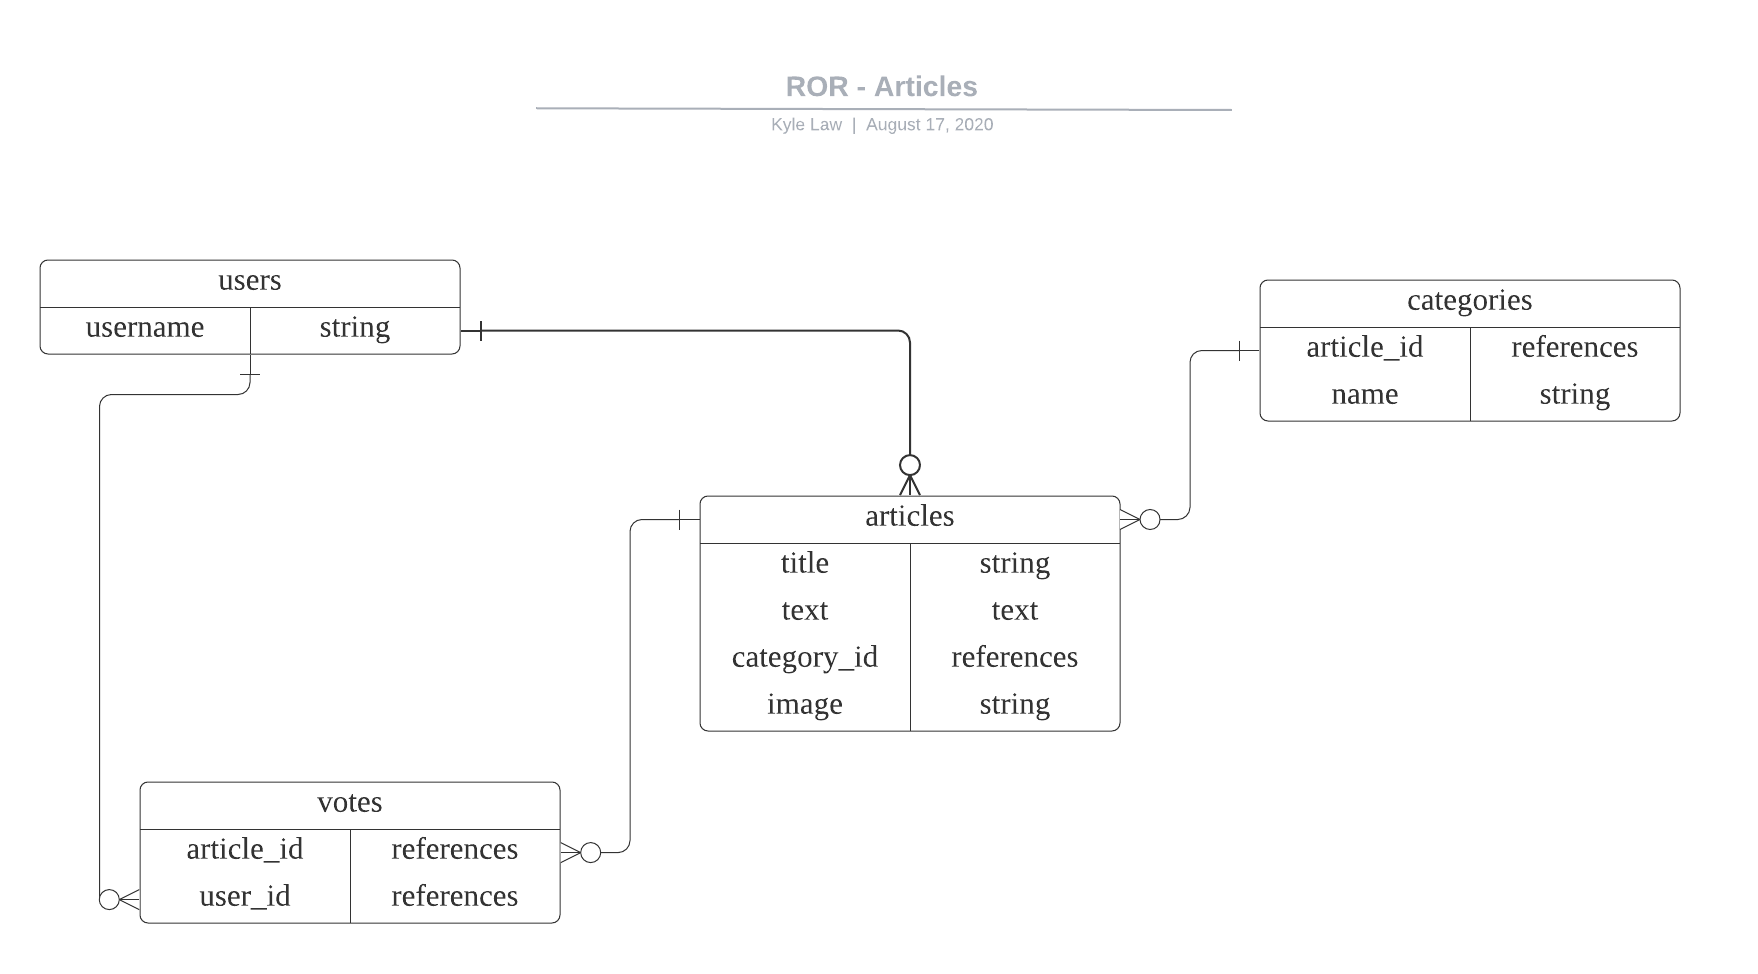 ROR - Articles
Kyle Law | August 17, 2020
users
username string
categories
article_id references
name string
articles
title string
text text
category_id references
image string
votes
article_id references
user_id references